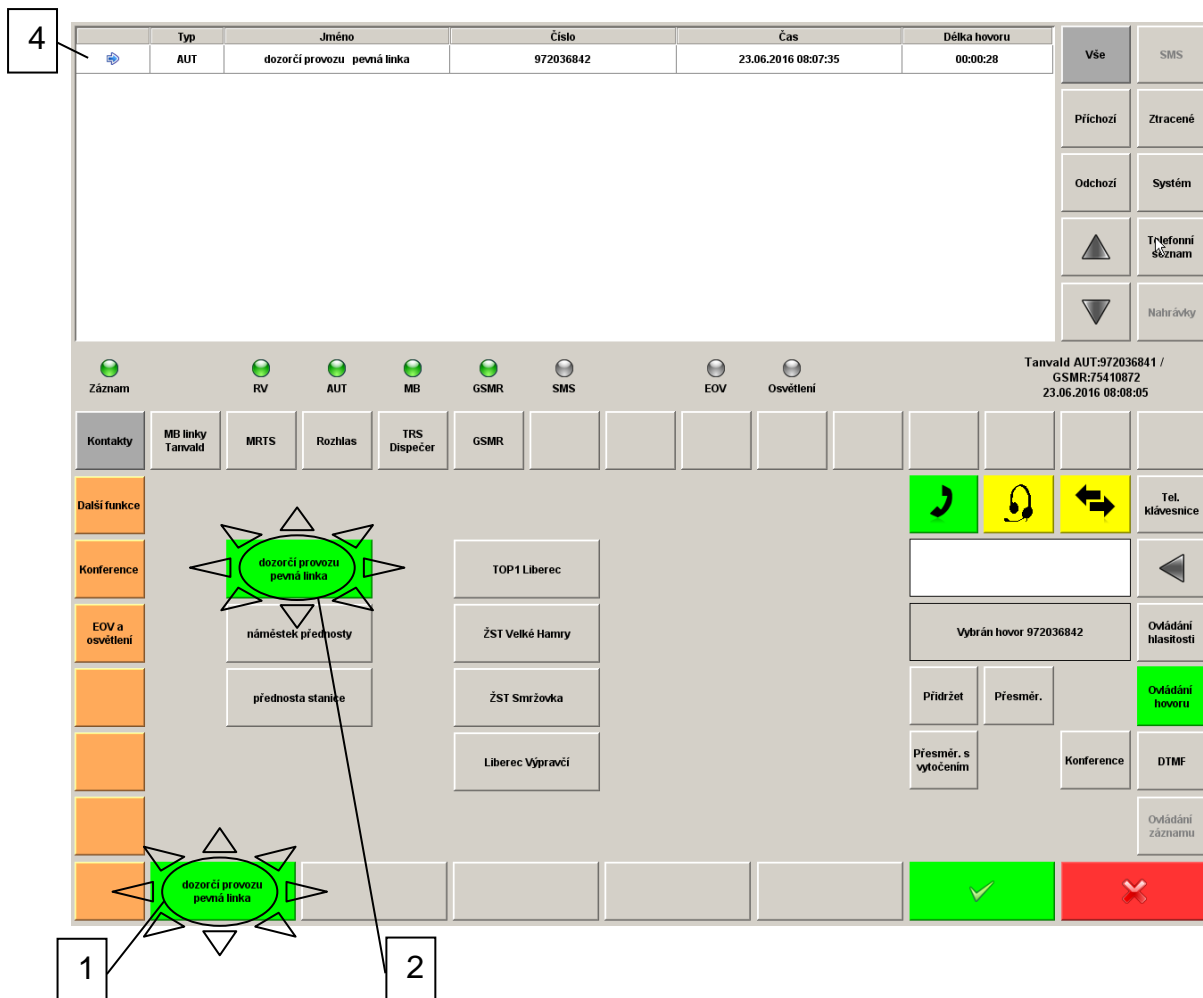 4
Typ Jméno Číslo Čas Délka hovoru
AUT dozorčí provozu pevná linka 972036842 23.06.2016 08:07:35 00:00:28
Vše SMS
Příchozí Ztracené
Odchozí Systém
Telefonní
seznam
Nahrávky
Záznam RV AUT MB GSMR SMS EOV Osvětlení
Tanvald AUT:972036841 /
GSMR:75410872
23.06.2016 08:08:05
Kontakty
MB linky
Tanvald
MRTS
Rozhlas
TRS
Dispečer
GSMR
Další funkce
Tel.
klávesnice
Konference
dozorčí provozu
pevná linka
TOP1 Liberec
EOV a
osvětlení
náměstek přednosty
ŽST Velké Hamry
Vybrán hovor 972036842
Ovládání
hlasitosti
přednosta stanice
ŽST Smržovka
Přidržet
Přesměr.
Ovládání
hovoru
Liberec Výpravčí
Přesměr. s
vytočením
Konference
DTMF
Ovládání
záznamu
dozorčí provozu
pevná linka
1
2